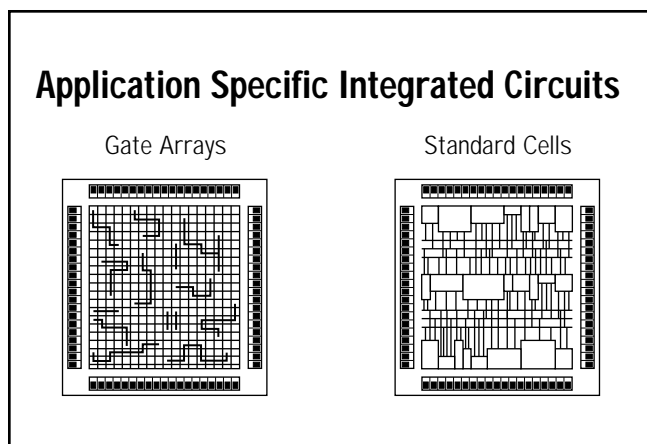 Application Specific Integrated Circuits
Gate Arrays
Standard Cells